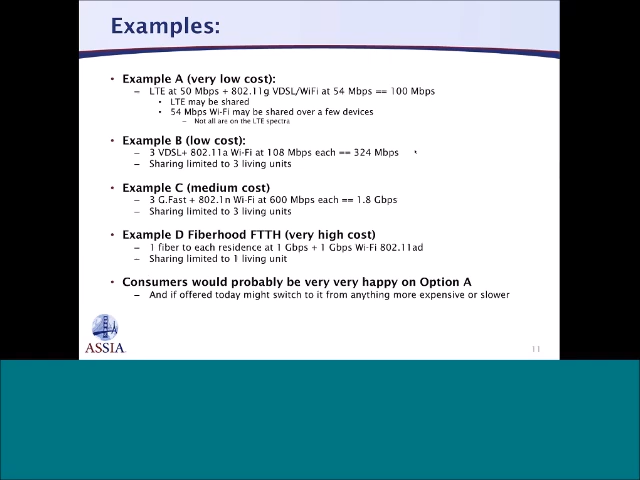 Examples:
• Example A (very low cost):
– LTE at 50 Mbps + 802.11g VDSL/WiFi at 54 Mbps == 100 Mbps
• LTE may be shared
• 54 Mbps Wi-Fi may be shared over a few devices
– Not all are on the LTE spectra
• Example B (low cost):
– 3 VDSL+ 802.11a Wi-Fi at 108 Mbps each == 324 Mbps
– Sharing limited to 3 living units
• Example C (medium cost)
– 3 G.Fast + 802.1n Wi-Fi at 600 Mbps each == 1.8 Gbps
– Sharing limited to 3 living units
• Example D Fiberhood FTTH (very high cost)
– 1 fiber to each residence at 1 Gbps + 1 Gbps Wi-Fi 802.11ad
– Sharing limited to 1 living unit
• Consumers would probably be very very happy on Option A
– And if offered today might switch to it from anything more expensive or slower
ASSIA
11